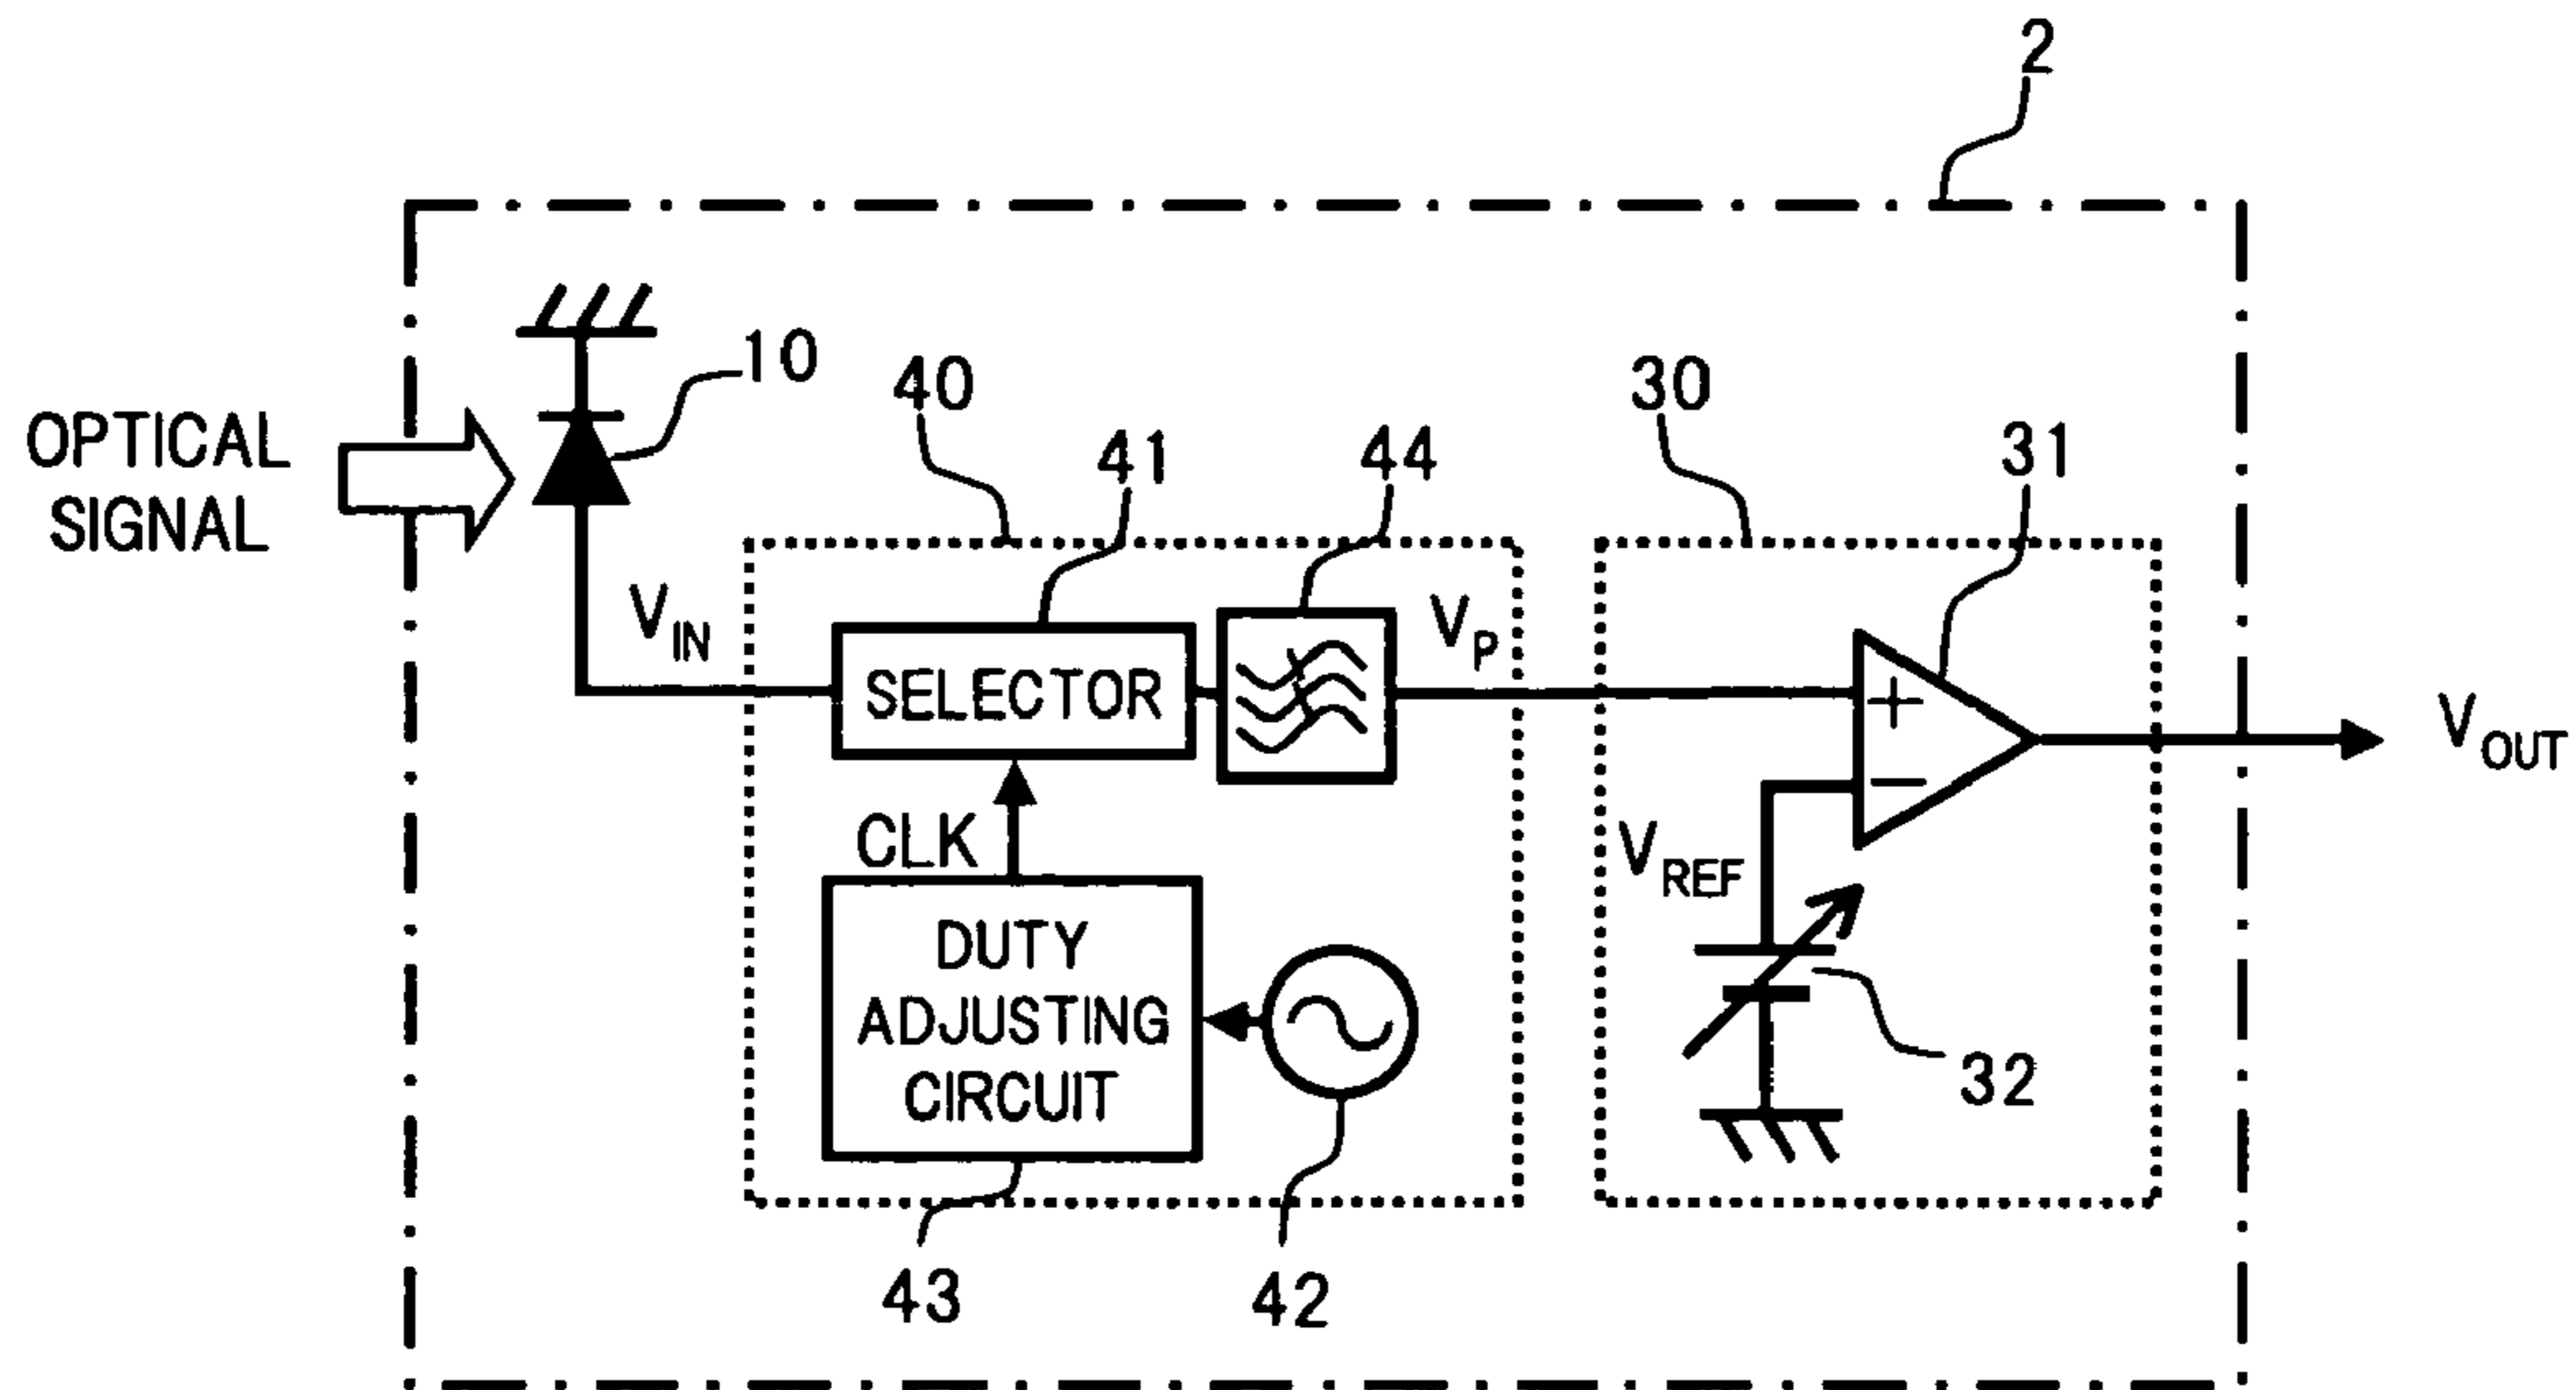 2
10
40
30
OPTICAL
SIGNAL
41
44
31
VIN
VP
SELECTOR
+
−
VOUT
CLK
VREF
DUTY
ADJUSTING
CIRCUIT
32
43
42